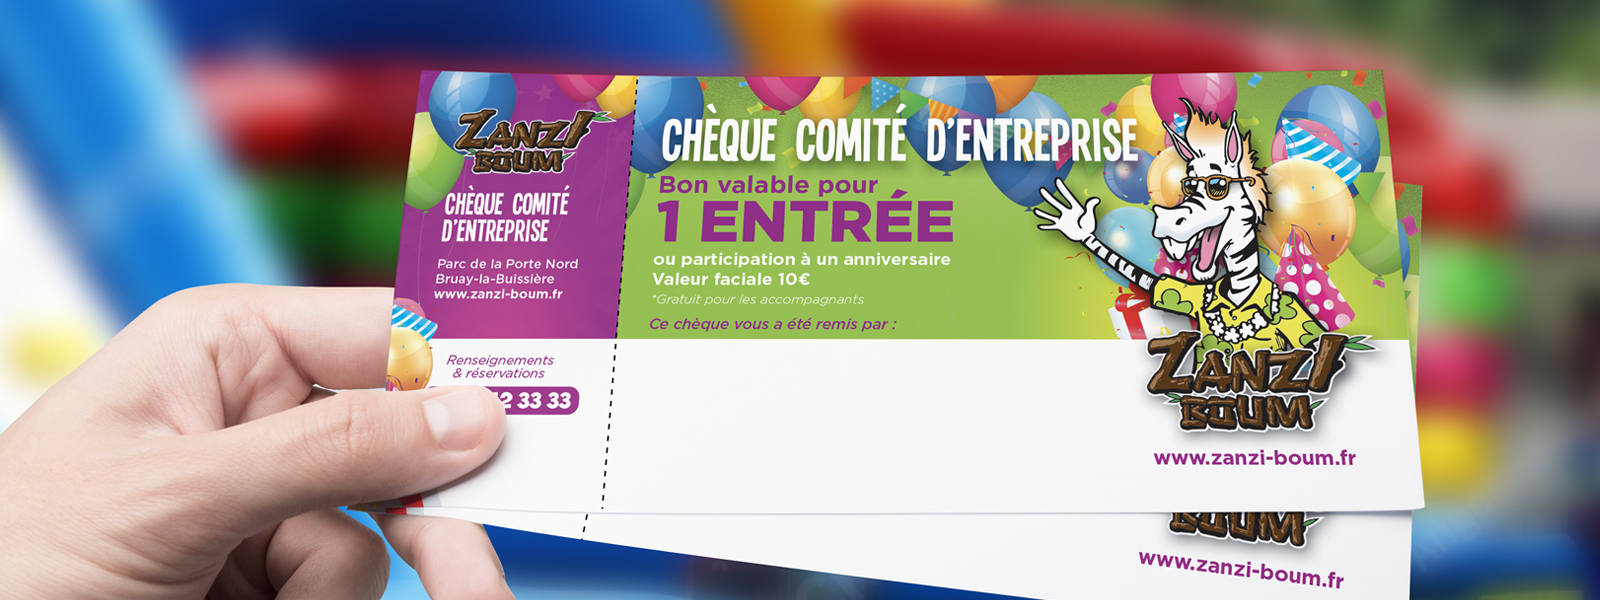 ZANZI
BOUM
CHÈQUE COMITÉ
D'ENTREPRISE
Parc de la Porte Nord
Bruay-la-Buissière
www.zanzi-boum.fr
Renseignements
& réservations
2 33 33
CHÈQUE COMITÉ D'ENTREPRISE
Bon valable pour
1 ENTRÉE
ou participation à un anniversaire
Valeur faciale 10€
*Gratuit pour les accompagnants
Ce chèque vous a été remis par :
ZANZI
BOUM
www.zanzi-boum.fr
BOUM
www.zanzi-boum.fr